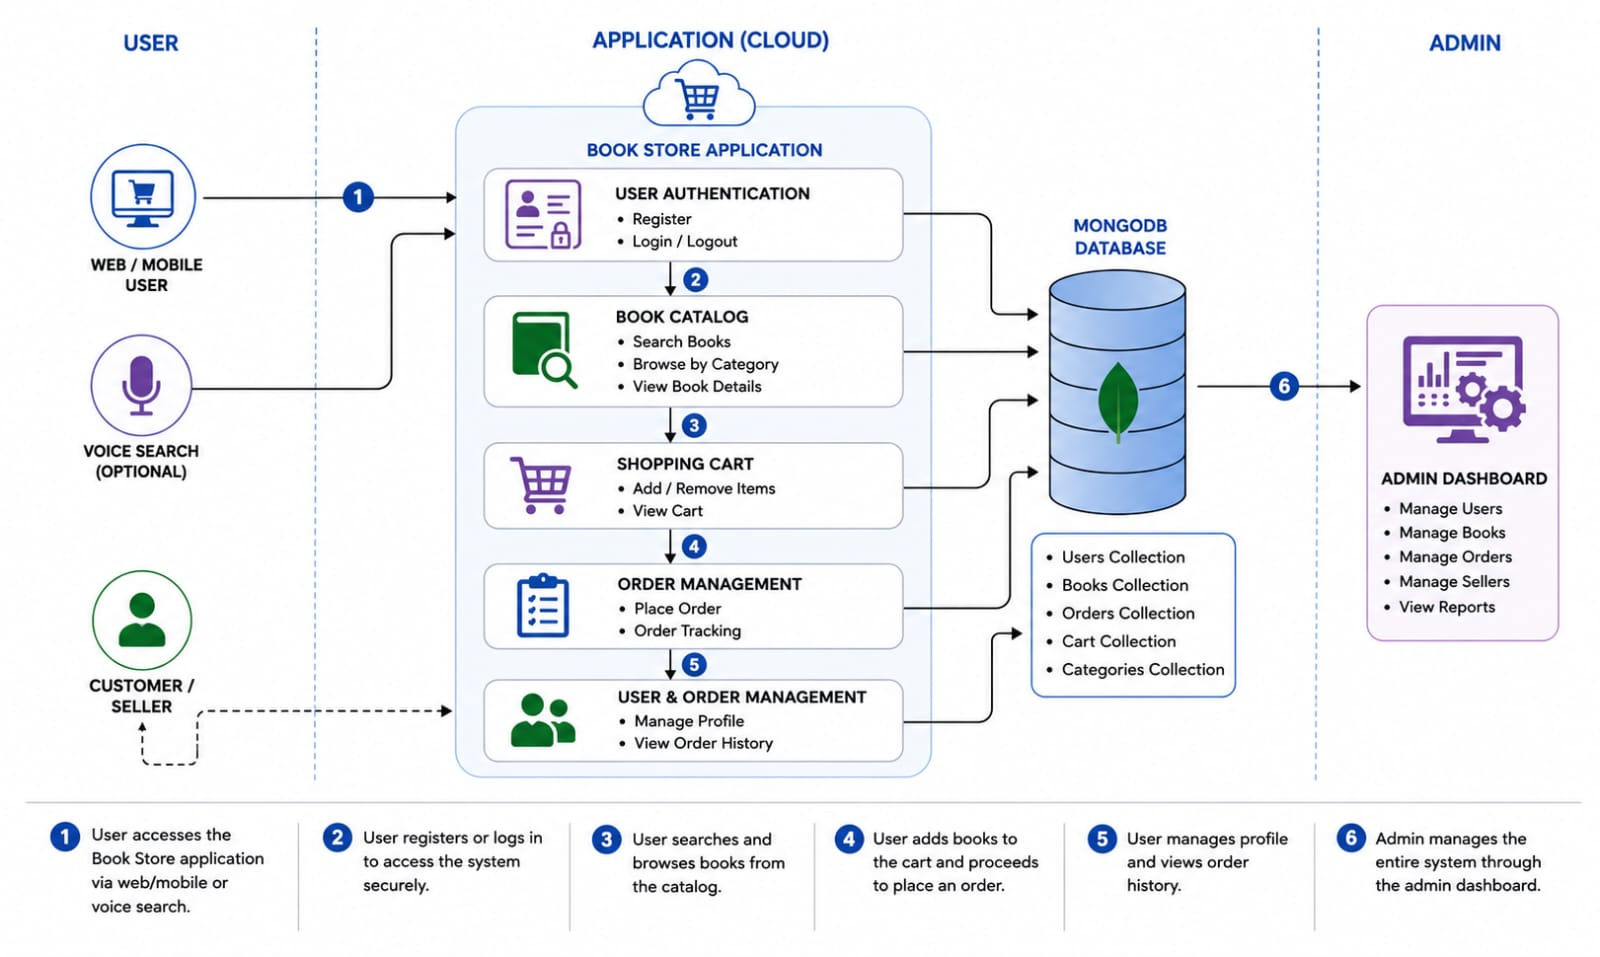 USER
APPLICATION (CLOUD)
ADMIN
BOOK STORE APPLICATION
1
WEB / MOBILE
USER
VOICE SEARCH
(OPTIONAL)
CUSTOMER /
SELLER
USER AUTHENTICATION
• Register
• Login / Logout
2
BOOK CATALOG
• Search Books
• Browse by Category
• View Book Details
3
SHOPPING CART
• Add / Remove Items
• View Cart
4
ORDER MANAGEMENT
• Place Order
• Order Tracking
5
USER & ORDER MANAGEMENT
• Manage Profile
• View Order History
MONGODB
DATABASE
• Users Collection
• Books Collection
• Orders Collection
• Cart Collection
• Categories Collection
6
ADMIN DASHBOARD
• Manage Users
• Manage Books
• Manage Orders
• Manage Sellers
• View Reports
1 User accesses the
Book Store application
via web/mobile or
voice search.
2 User registers or logs in
to access the system
securely.
3 User searches and
browses books from
the catalog.
4 User adds books to
the cart and proceeds
to place an order.
5 User manages profile
and views order
history.
6 Admin manages the
entire system through
the admin dashboard.